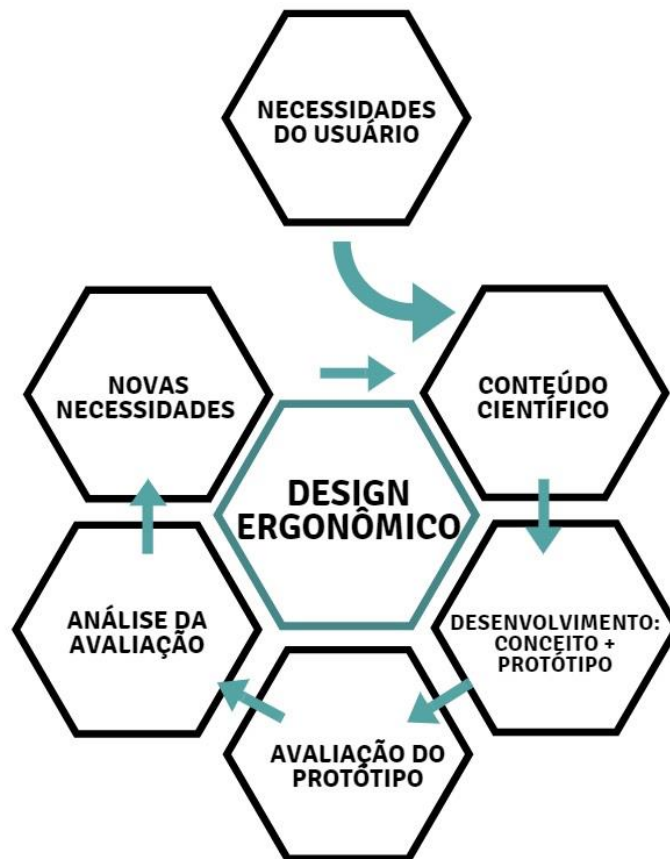 NECESSIDADES
DO USUÁRIO
NOVAS
NECESSIDADES
CONTEÚDO
CIENTÍFICO
DESIGN
ERGONÔMICO
ANÁLISE DA
AVALIAÇÃO
DESENVOLVIMENTO:
CONCEITO +
PROTÓTIPO
AVALIAÇÃO DO
PROTÓTIPO